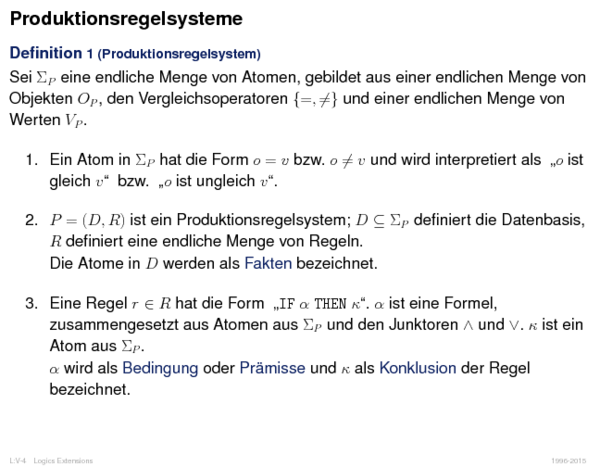 Produktionsregelsysteme
Definition 1 (Produktionsregelsystem)
Sei Σ_P eine endliche Menge von Atomen, gebildet aus einer endlichen Menge von
Objekten O_P, den Vergleichsoperatoren {=, ≠} und einer endlichen Menge von
Werten V_P.
1. Ein Atom in Σ_P hat die Form o = v bzw. o ≠ v und wird interpretiert als „o ist
gleich v“ bzw. „o ist ungleich v“.
2. P = (D, R) ist ein Produktionsregelsystem; D ⊆ Σ_P definiert die Datenbasis,
R definiert eine endliche Menge von Regeln.
Die Atome in D werden als Fakten bezeichnet.
3. Eine Regel r ∈ R hat die Form „IF α THEN κ“. α ist eine Formel,
zusammengesetzt aus Atomen aus Σ_P und den Junktoren ∧ und ∨. κ ist ein
Atom aus Σ_P.
α wird als Bedingung oder Prämisse und κ als Konklusion der Regel
bezeichnet.
L:V-4 Logics Extensions 1996-2015